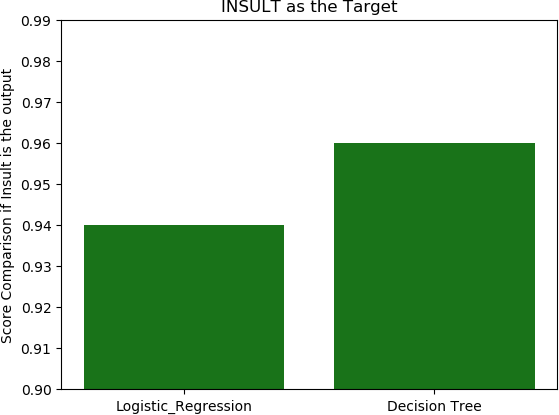 INSULT as the Target
Score Comparison if Insult is the output
0.99
0.98
0.97
0.96
0.95
0.94
0.93
0.92
0.91
0.90
Logistic_Regression
Decision Tree